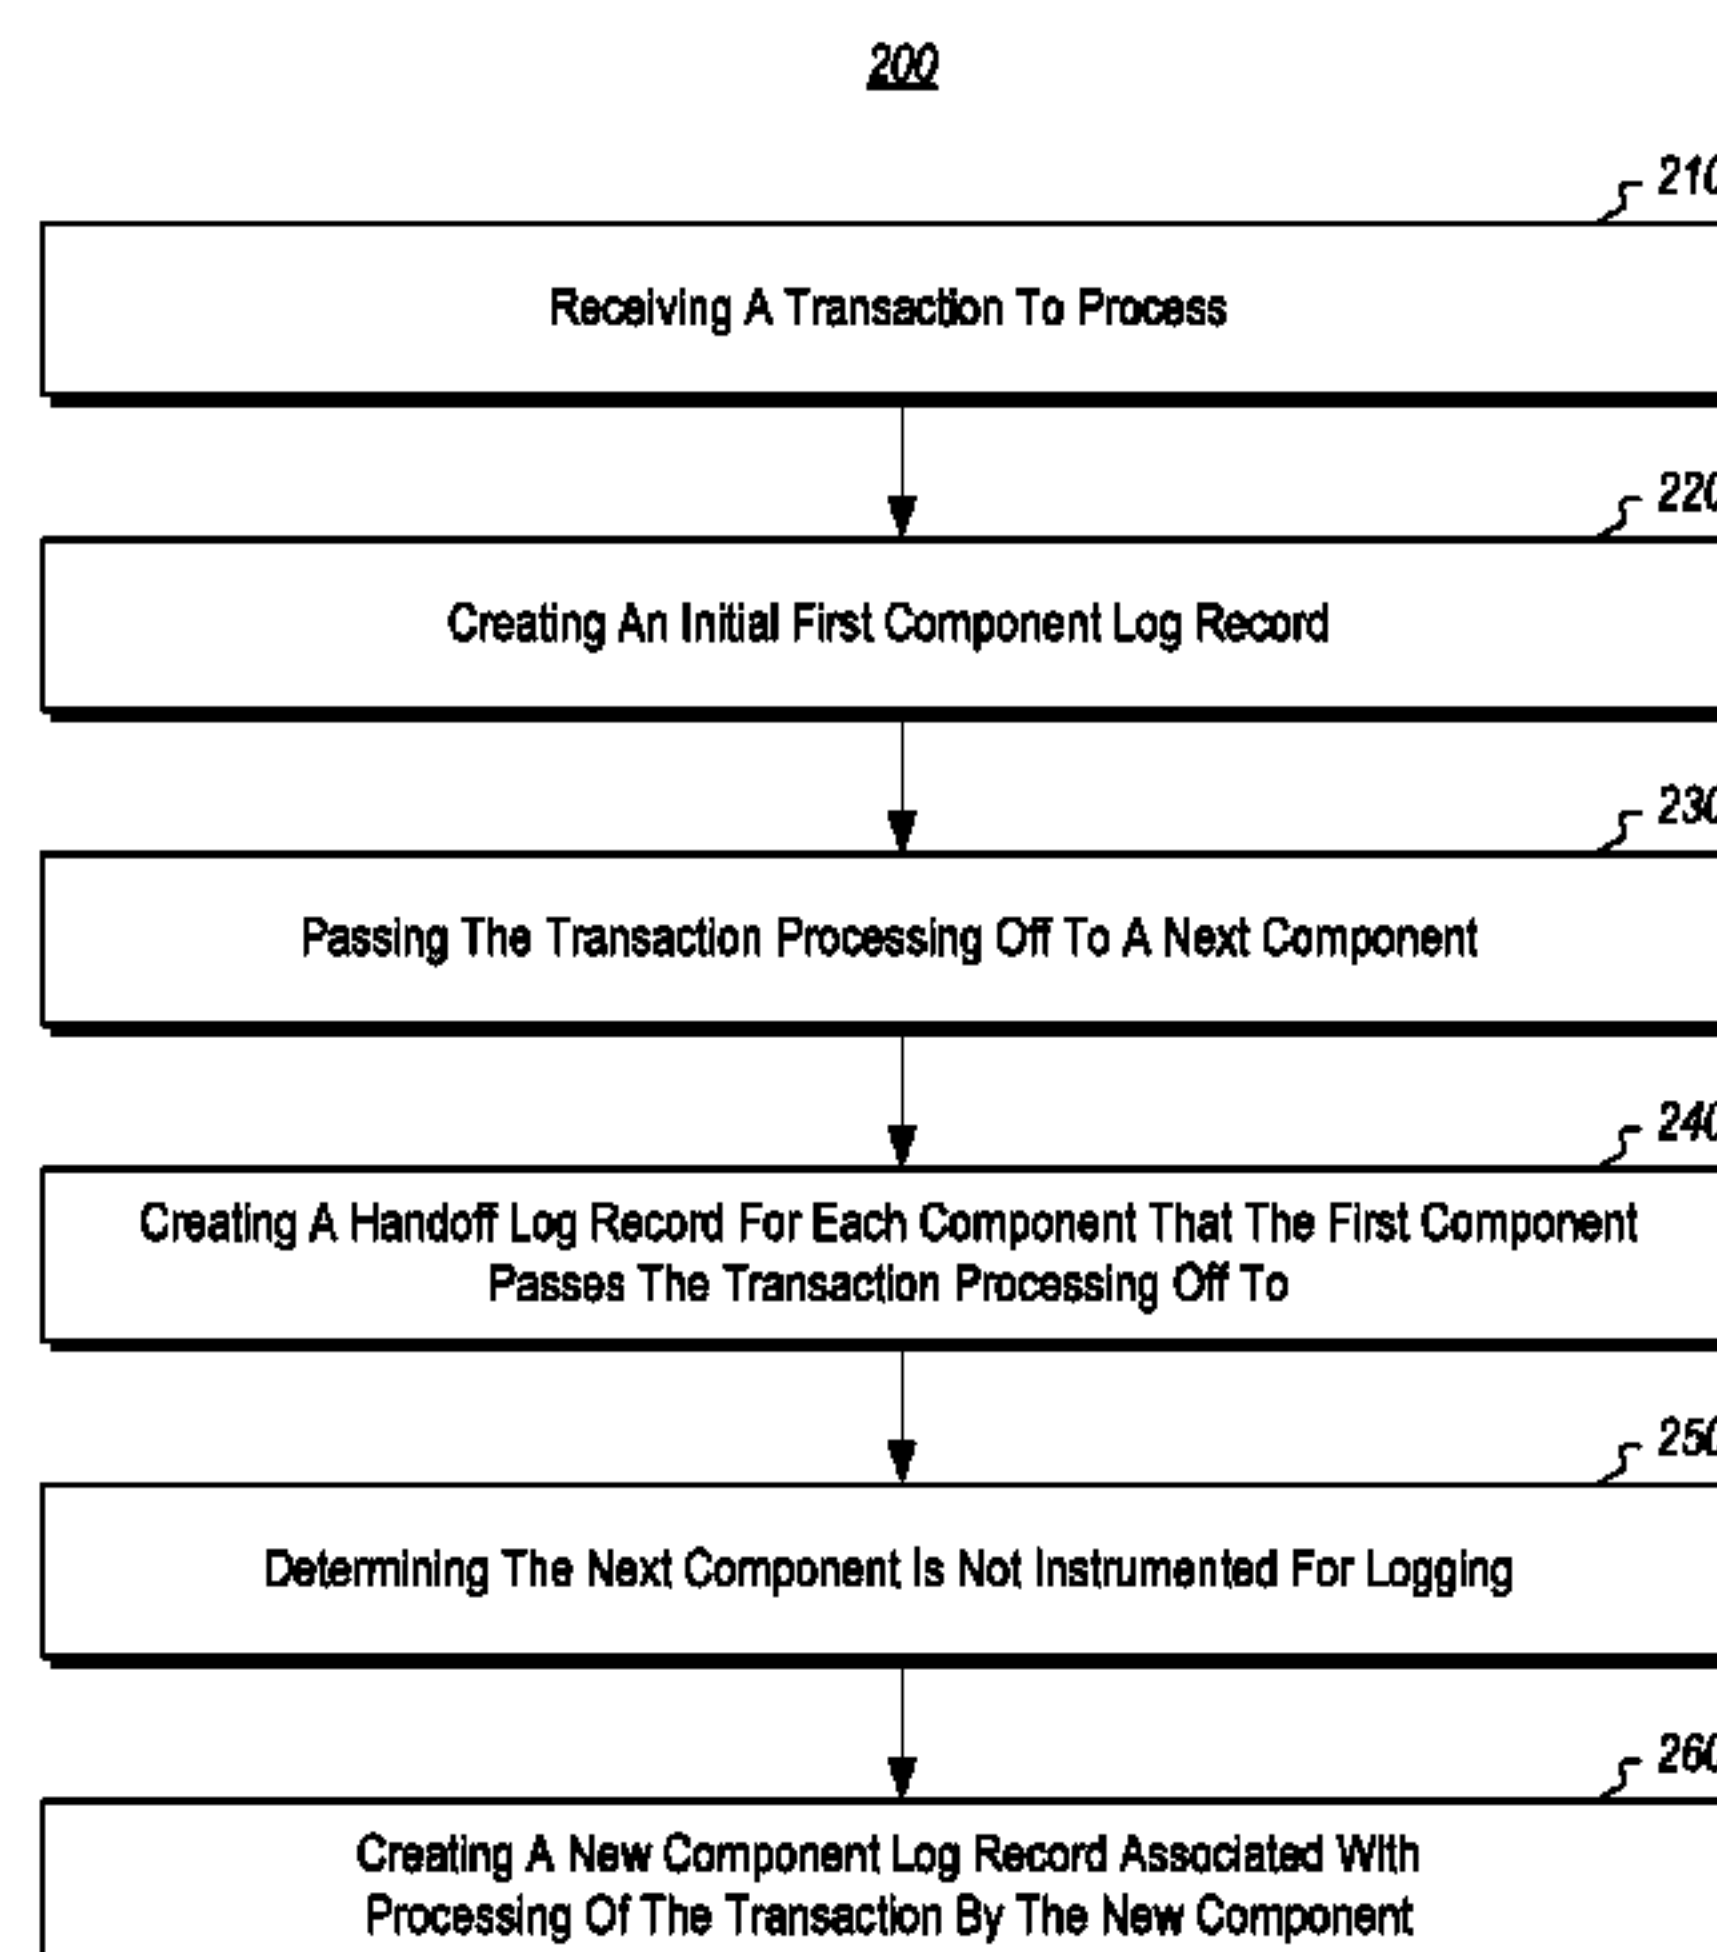 200
210
Receiving A Transaction To Process
220
Creating An Initial First Component Log Record
230
Passing The Transaction Processing Off To A Next Component
240
Creating A Handoff Log Record For Each Component That The First Component
Passes The Transaction Processing Off To
250
Determining The Next Component Is Not Instrumented For Logging
260
Creating A New Component Log Record Associated With
Processing Of The Transaction By The New Component